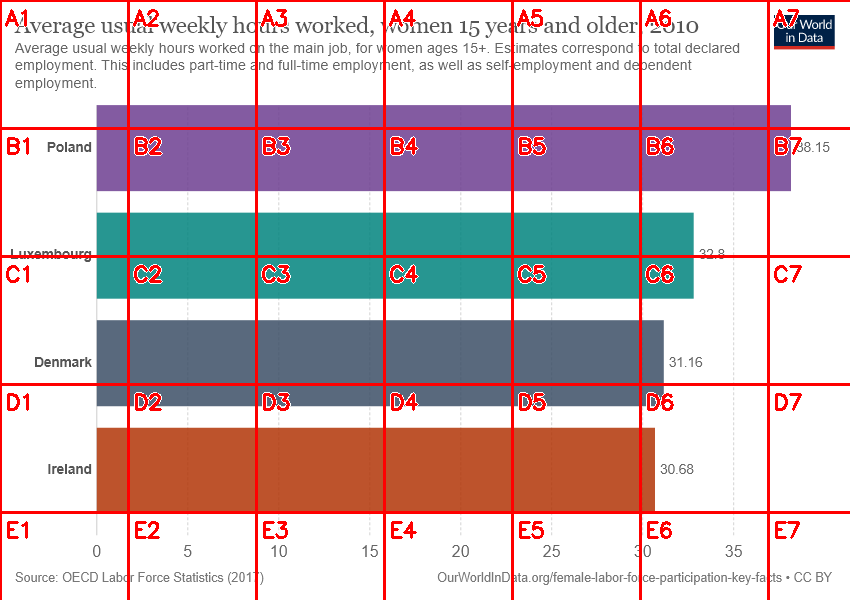 Average usual weekly hours worked, women 15 years and older, 2010
Our World
in Data
Average usual weekly hours worked on the main job, for women ages 15+. Estimates correspond to total declared
employment. This includes part-time and full-time employment, as well as self-employment and dependent
employment.
A1 A2 A3 A4 A5 A6 A7
B1 B2 B3 B4 B5 B6 B7
Poland 38.15
Luxembourg 32.8
C1 C2 C3 C4 C5 C6 C7
Denmark 31.16
D1 D2 D3 D4 D5 D6 D7
Ireland 30.68
E1 E2 E3 E4 E5 E6 E7
0 5 10 15 20 25 30 35
Source: OECD Labor Force Statistics (2017)
OurWorldInData.org/female-labor-force-participation-key-facts • CC BY